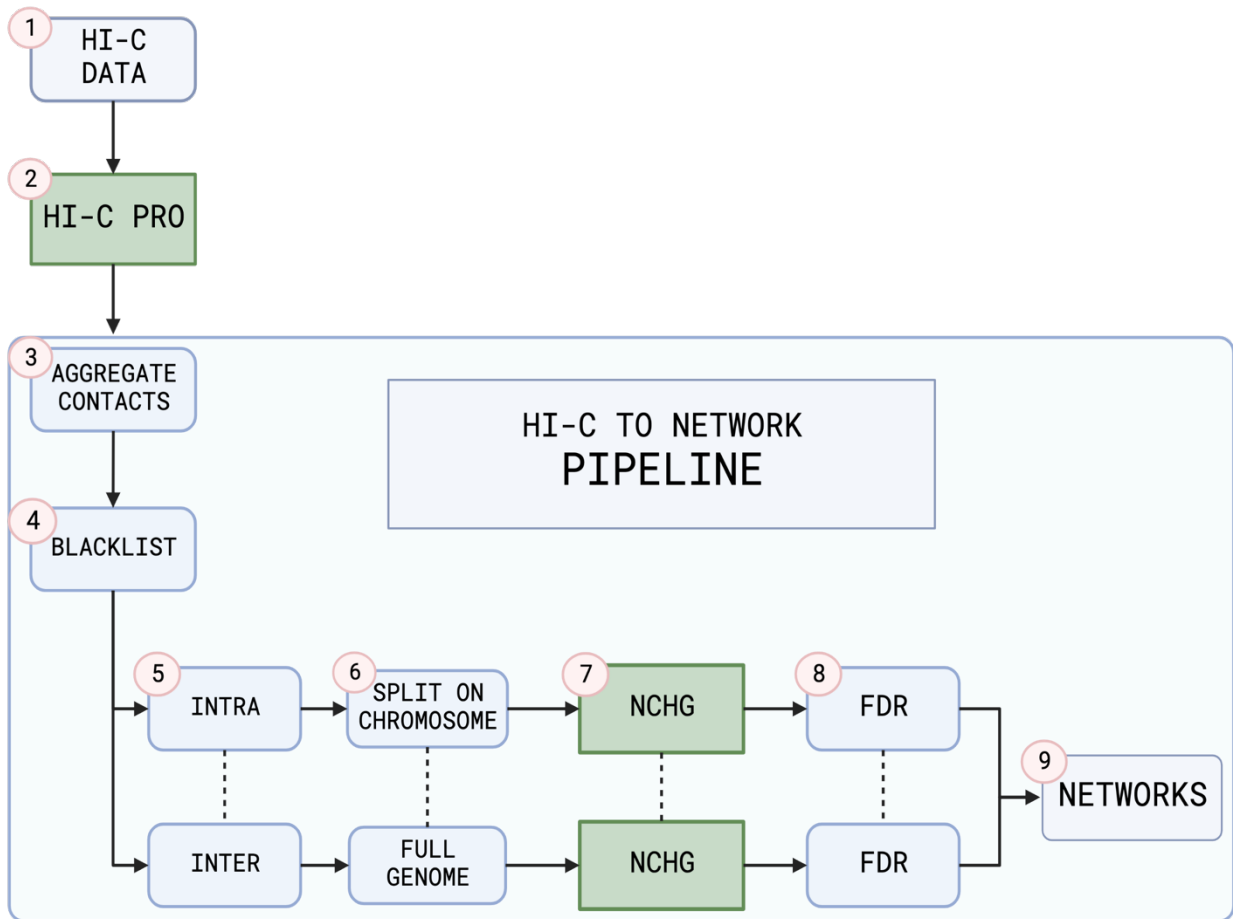 1
HI-C
DATA
2
HI-C PRO
3
AGGREGATE
CONTACTS
HI-C TO NETWORK
PIPELINE
4
BLACKLIST
5
INTRA
6
SPLIT ON
CHROMOSOME
7
NCHG
8
FDR
9
NETWORKS
INTER
FULL
GENOME
NCHG
FDR